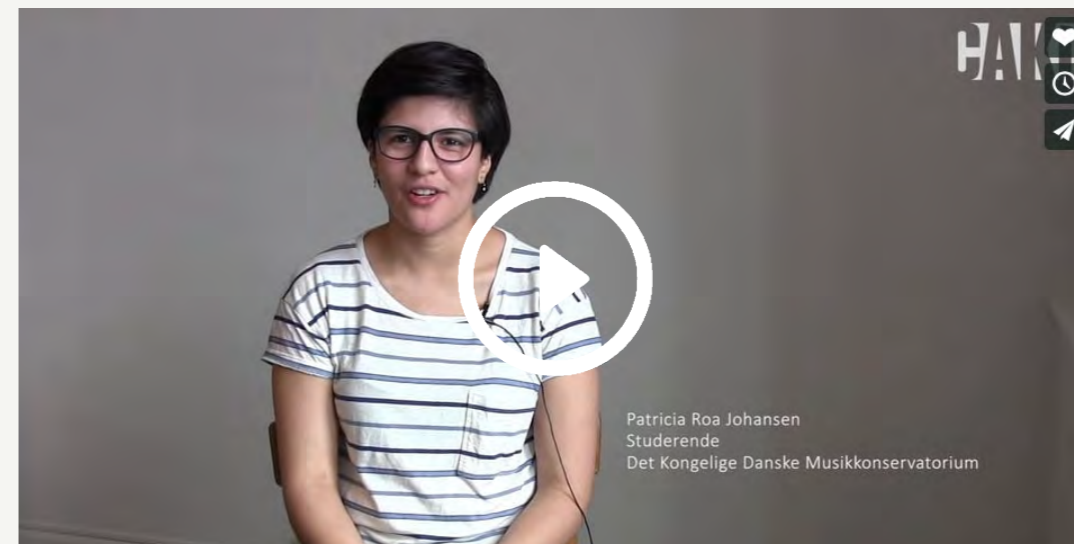 Patricia Roa Johansen
Studerende
Det Kongelige Danske Musikkonservatorium